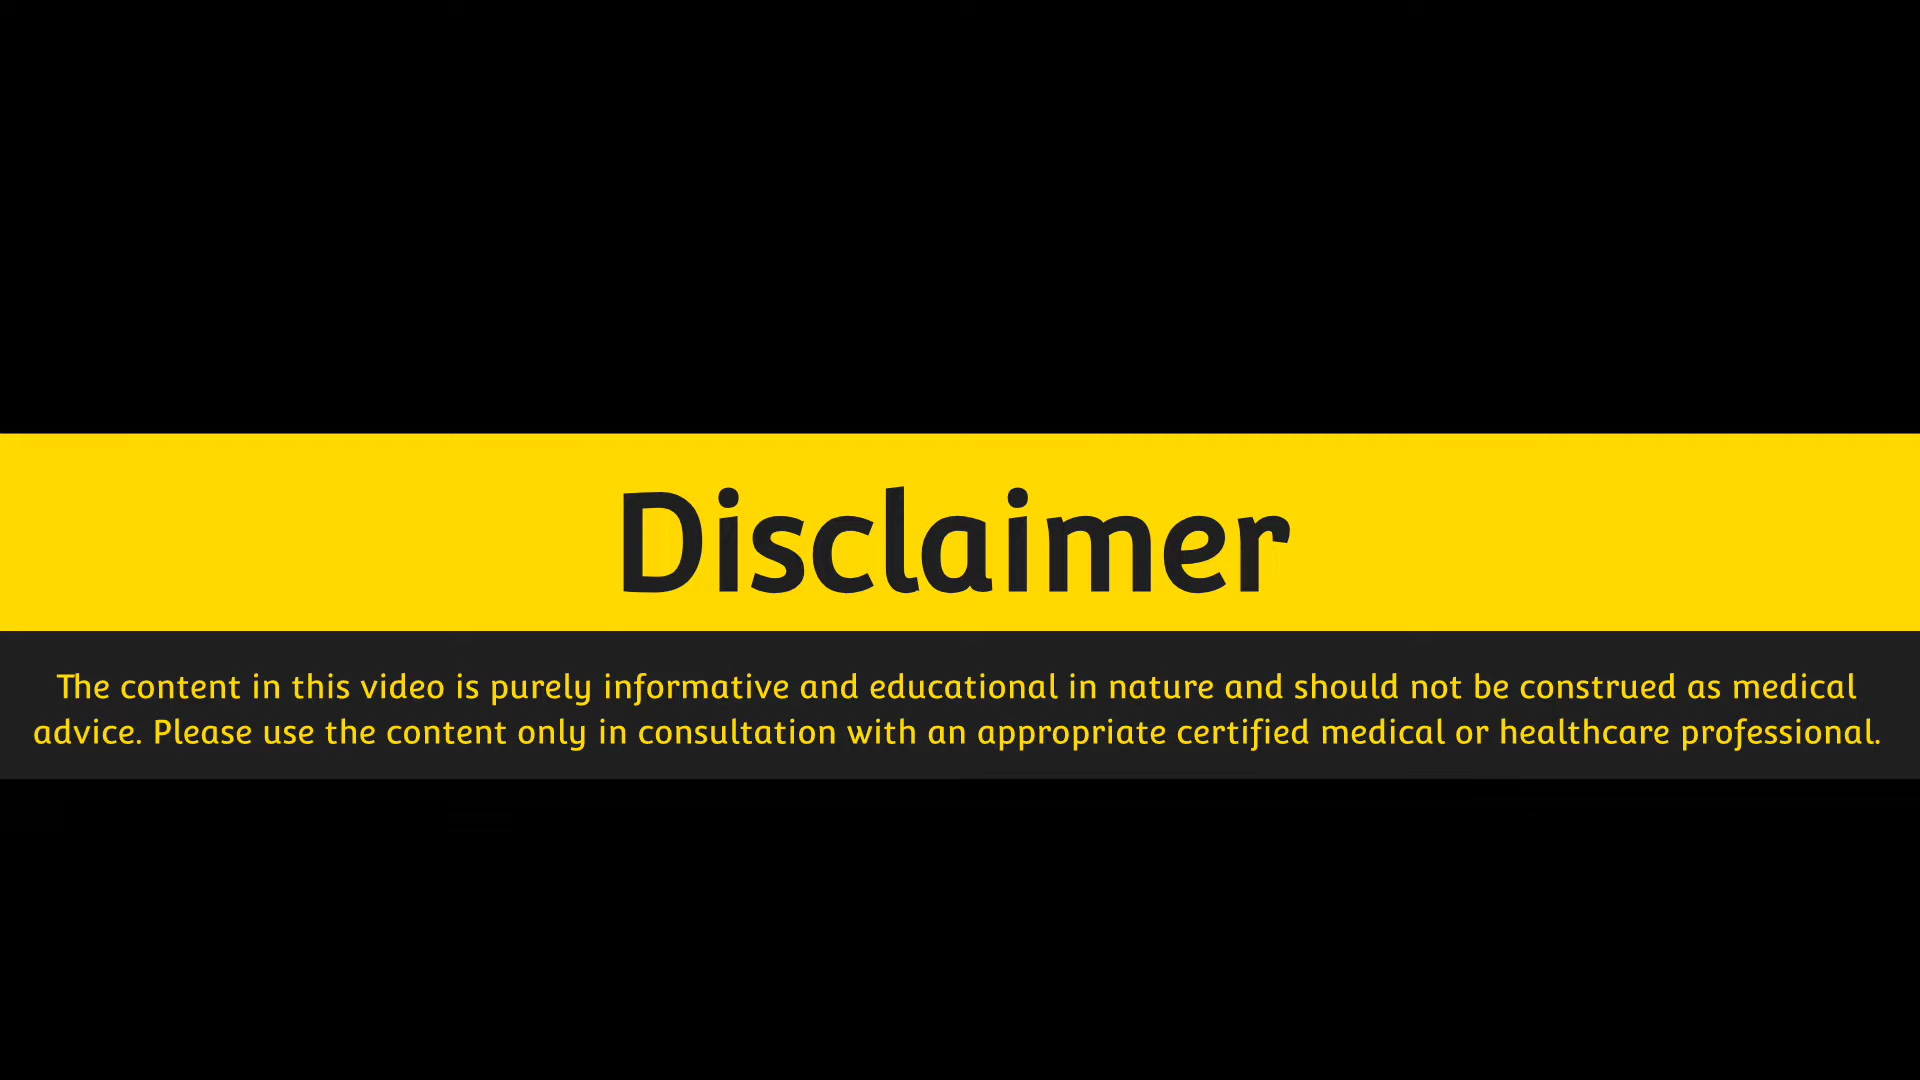 Disclaimer
The content in this video is purely informative and educational in nature and should not be construed as medical
advice. Please use the content only in consultation with an appropriate certified medical or healthcare professional.